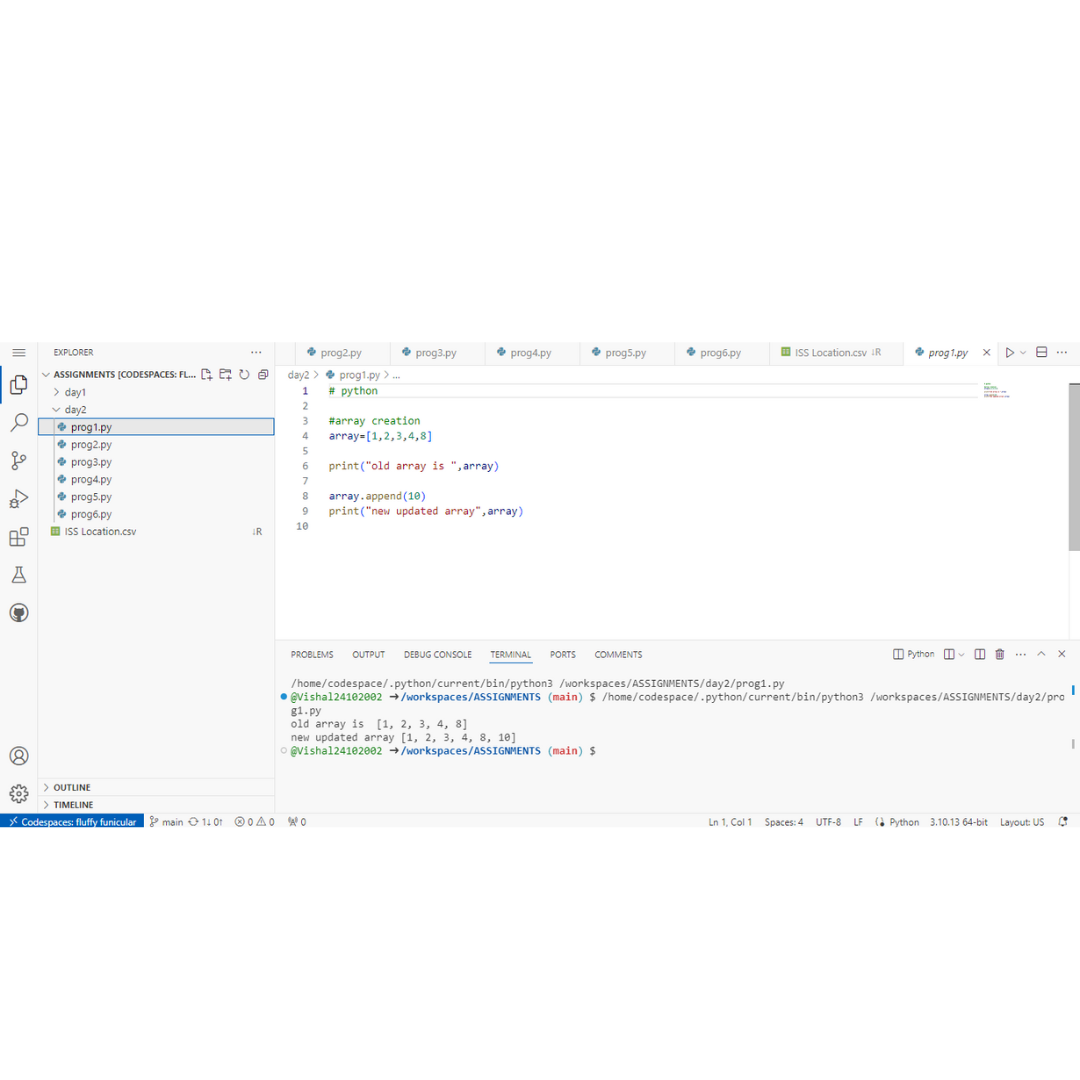 EXPLORER
ASSIGNMENTS [CODESPACES: FL...
day1
day2
prog1.py
prog2.py
prog3.py
prog4.py
prog5.py
prog6.py
ISS Location.csv ↓R
OUTLINE
TIMELINE
prog2.py prog3.py prog4.py prog5.py prog6.py ISS Location.csv ↓R prog1.py
day2 > prog1.py > ...
1 # python
2
3 #array creation
4 array=[1,2,3,4,8]
5
6 print("old array is ",array)
7
8 array.append(10)
9 print("new updated array",array)
10
PROBLEMS OUTPUT DEBUG CONSOLE TERMINAL PORTS COMMENTS Python
/home/codespace/.python/current/bin/python3 /workspaces/ASSIGNMENTS/day2/prog1.py
@Vishal24102002 ➜/workspaces/ASSIGNMENTS (main) $ /home/codespace/.python/current/bin/python3 /workspaces/ASSIGNMENTS/day2/pro
g1.py
old array is  [1, 2, 3, 4, 8]
new updated array [1, 2, 3, 4, 8, 10]
@Vishal24102002 ➜/workspaces/ASSIGNMENTS (main) $
Codespaces: fluffy funicular main 1↓ 0↑ 0 0 0 Ln 1, Col 1 Spaces: 4 UTF-8 LF Python 3.10.13 64-bit Layout: US